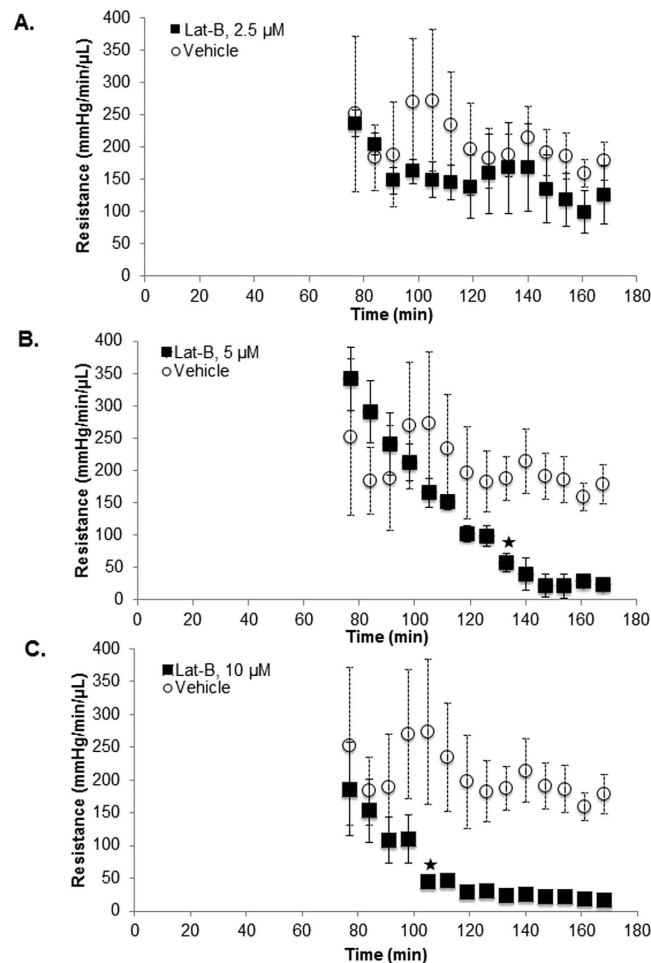 A.
Lat-B, 2.5 µM
Vehicle
Resistance (mmHg/min/µL)
400
350
300
250
200
150
100
50
0
0 20 40 60 80 100 120 140 160 180
Time (min)
B.
Lat-B, 5 µM
Vehicle
Resistance (mmHg/min/µL)
400
350
300
250
200
150
100
50
0
0 20 40 60 80 100 120 140 160 180
Time (min)
C.
Lat-B, 10 µM
Vehicle
Resistance (mmHg/min/µL)
400
350
300
250
200
150
100
50
0
0 20 40 60 80 100 120 140 160 180
Time (min)